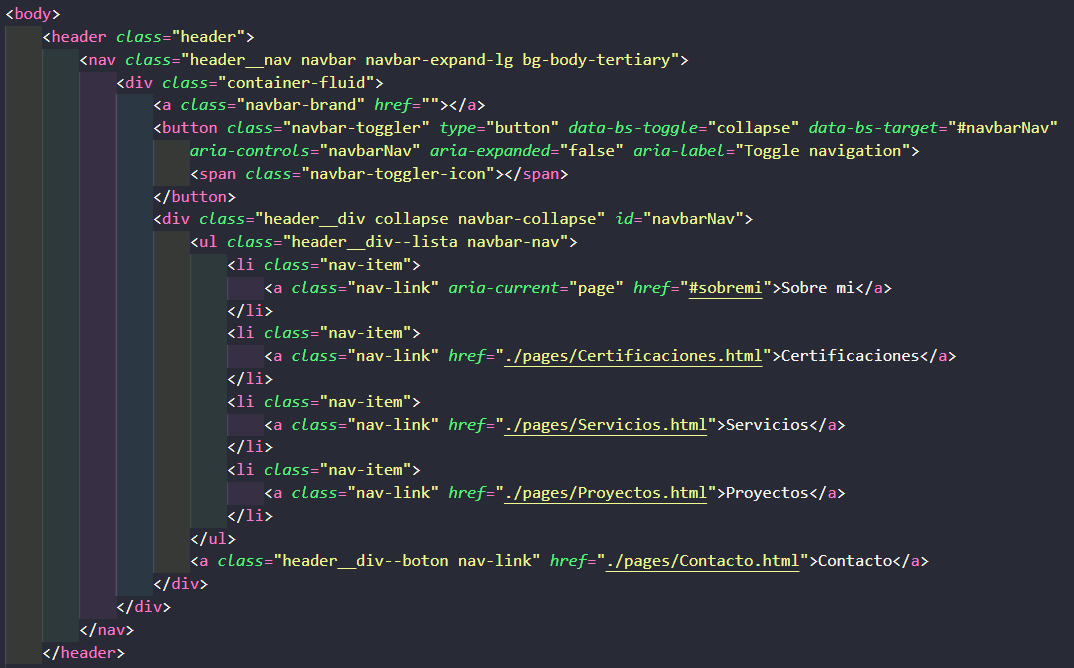 <body>
<header class="header">
<nav class="header__nav navbar navbar-expand-lg bg-body-tertiary">
<div class="container-fluid">
<a class="navbar-brand" href=""></a>
<button class="navbar-toggler" type="button" data-bs-toggle="collapse" data-bs-target="#navbarNav"
aria-controls="navbarNav" aria-expanded="false" aria-label="Toggle navigation">
<span class="navbar-toggler-icon"></span>
</button>
<div class="header__div collapse navbar-collapse" id="navbarNav">
<ul class="header__div--lista navbar-nav">
<li class="nav-item">
<a class="nav-link" aria-current="page" href="#sobremi">Sobre mi</a>
</li>
<li class="nav-item">
<a class="nav-link" href="./pages/Certificaciones.html">Certificaciones</a>
</li>
<li class="nav-item">
<a class="nav-link" href="./pages/Servicios.html">Servicios</a>
</li>
<li class="nav-item">
<a class="nav-link" href="./pages/Proyectos.html">Proyectos</a>
</li>
</ul>
<a class="header__div--boton nav-link" href="./pages/Contacto.html">Contacto</a>
</div>
</div>
</nav>
</header>